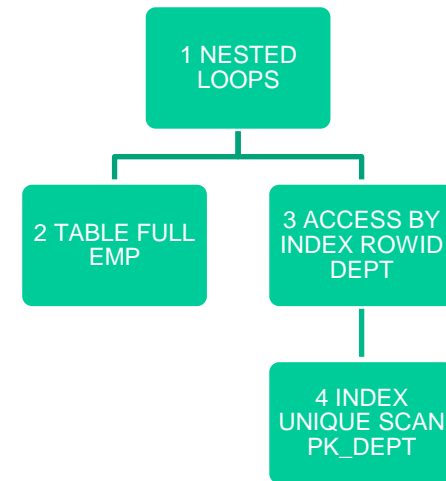 1 NESTED
LOOPS
2 TABLE FULL
EMP
3 ACCESS BY
INDEX ROWID
DEPT
4 INDEX
UNIQUE SCAN
PK_DEPT